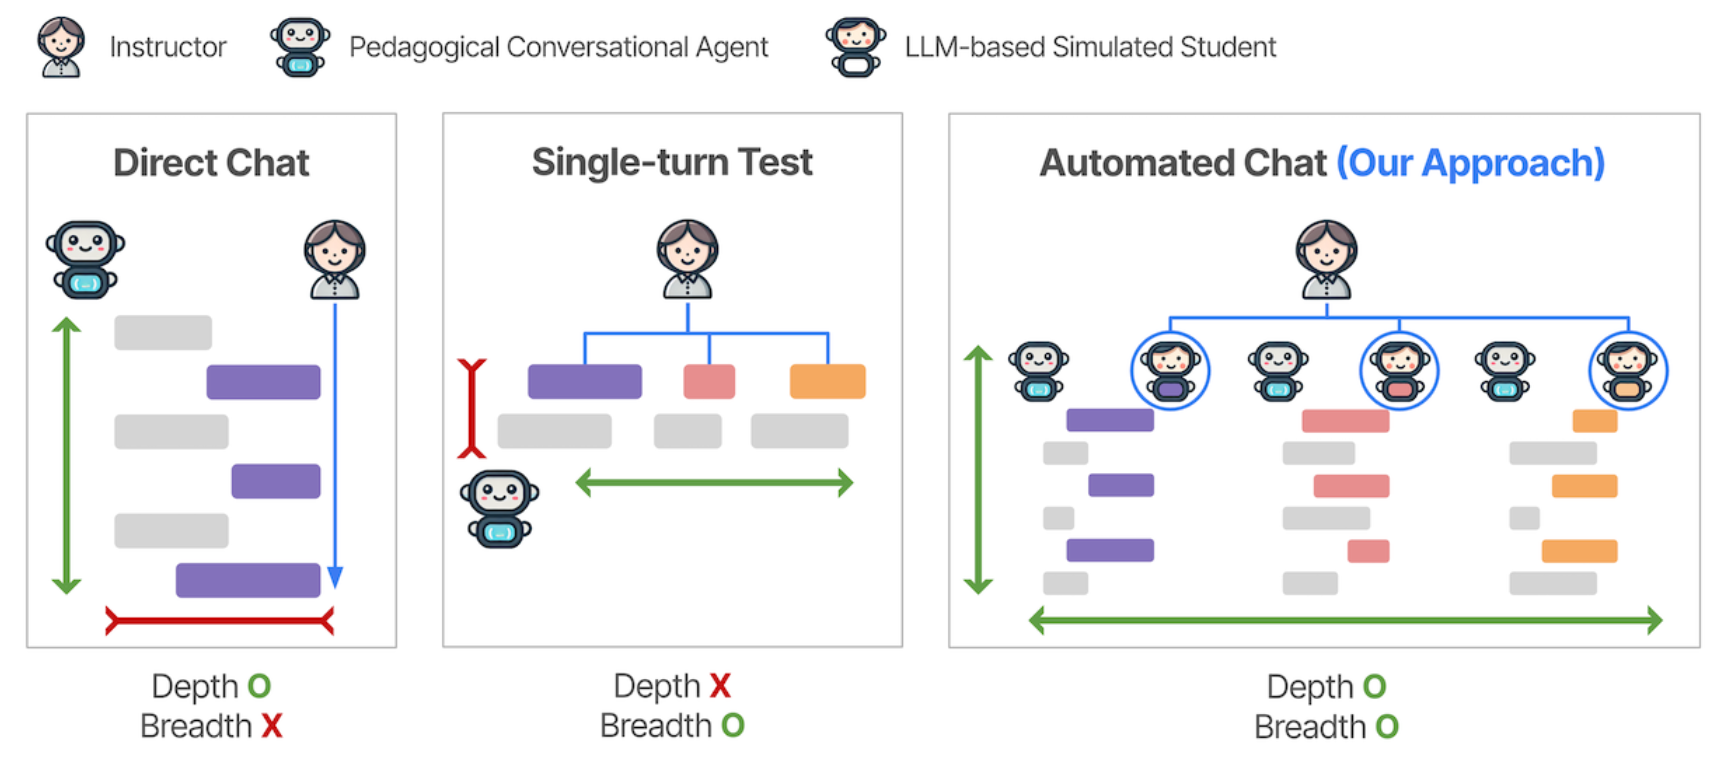 Instructor
Pedagogical Conversational Agent
LLM-based Simulated Student
Direct Chat
Depth O
Breadth X
Single-turn Test
Depth X
Breadth O
Automated Chat (Our Approach)
Depth O
Breadth O